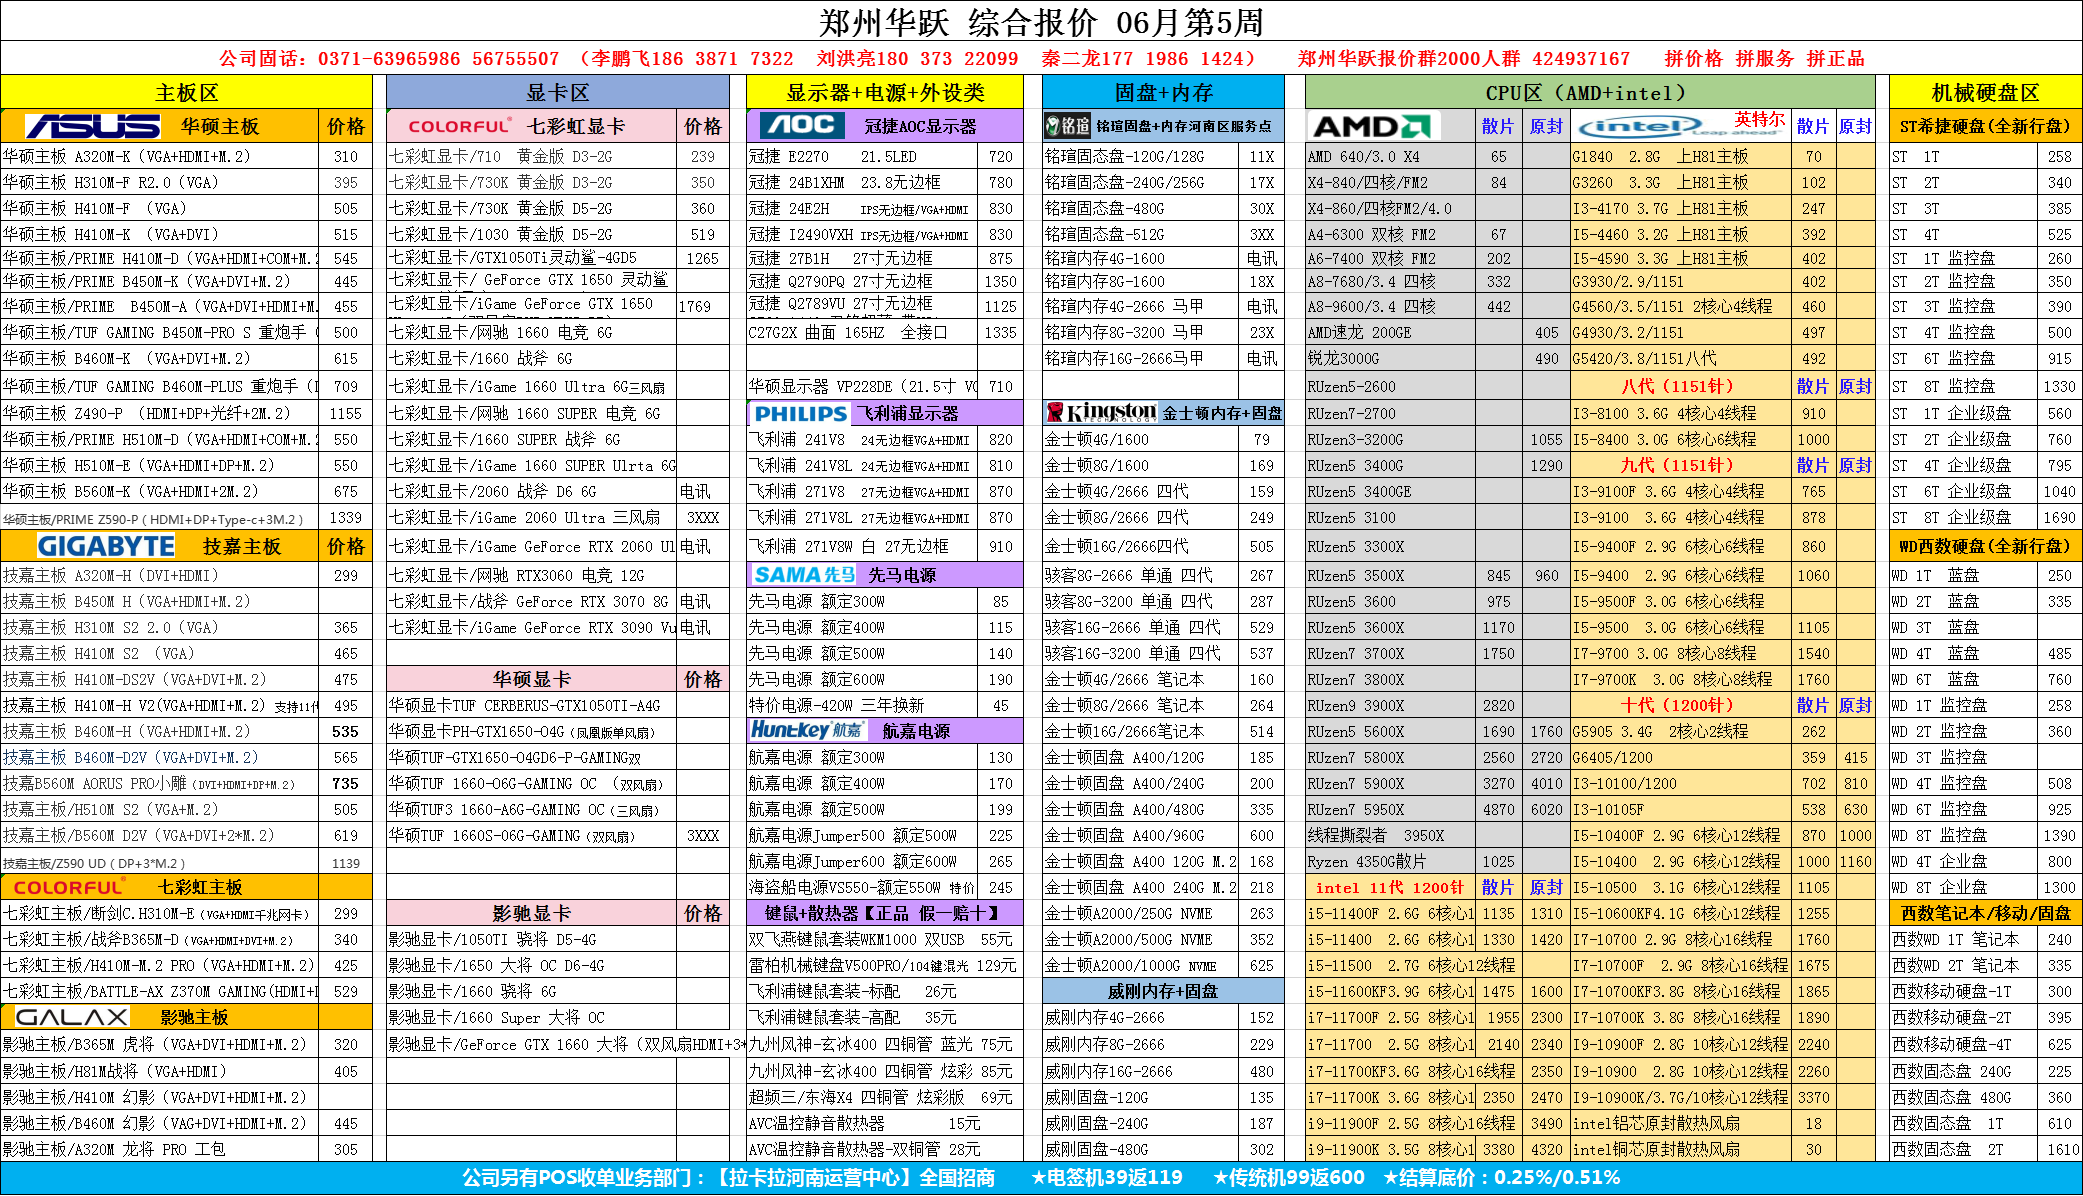 郑州华跃 综合报价 06月第5周
公司固话: 0371-63965986 56755507 (李鹏飞186 3871 7322 刘洪亮180 373 22099 秦二龙177 1986 1424) 郑州华跃报价群2000人群 424937167 拼价格 拼服务 拼正品
主板区
ASUS 华硕主板 价格
华硕主板 A320M-K (VGA+HDMI+M.2) 310
华硕主板 H310M-F R2.0 (VGA) 395
华硕主板 H410M-F (VGA) 505
华硕主板 H410M-K (VGA+DVI) 515
华硕主板/PRIME H410M-D (VGA+HDMI+COM+M.2 545
华硕主板/PRIME B450M-K (VGA+DVI+M.2) 445
华硕主板/PRIME B450M-A (VGA+DVI+HDMI+M. 455
华硕主板/TUF GAMING B450M-PRO S 重炮手 ( 500
华硕主板 B460M-K (VGA+DVI+M.2) 615
华硕主板/TUF GAMING B460M-PLUS 重炮手 709
华硕主板 Z490-P (HDMI+DP+光纤+2M.2) 1155
华硕主板/PRIME H510M-D (VGA+HDMI+COM+M.2 550
华硕主板 H510M-E (VGA+HDMI+DP+M.2) 550
华硕主板 B560M-K (VGA+HDMI+2M.2) 675
华硕主板/PRIME Z590-P (HDMI+DP+Type-c+3M.2) 1339
GIGABYTE 技嘉主板 价格
技嘉主板 A320M-H (DVI+HDMI) 299
技嘉主板 B450M H (VGA+HDMI+M.2)
技嘉主板 H310M S2 2.0 (VGA) 365
技嘉主板 H410M S2 (VGA) 465
技嘉主板 H410M-DS2V (VGA+DVI+M.2) 475
技嘉主板 H410M-H V2(VGA+HDMI+M.2) 支持11代 495
技嘉主板 B460M-H (VGA+HDMI+M.2) 535
技嘉主板 B460M-D2V (VGA+DVI+M.2) 565
技嘉B560M AORUS PRO小雕 (DVI+HDMI+DP+M.2) 735
技嘉主板/H510M S2 (VGA+M.2) 505
技嘉主板/B560M D2V (VGA+DVI+2*M.2) 619
技嘉主板/Z590 UD (DP+3*M.2) 1139
COLORFUL 七彩虹主板
七彩虹主板/断剑C.H310M-E (VGA+HDMI千兆网卡) 299
七彩虹主板/战斧B365M-D (VGA+HDMI+DVI+M.2) 340
七彩虹主板/H410M-M.2 PRO (VGA+HDMI+M.2) 425
七彩虹主板/BATTLE-AX Z370M GAMING(HDMI+ 529
GALAX 影驰主板
影驰主板/B365M 虎将 (VGA+DVI+HDMI+M.2) 320
影驰主板/H81M战将 (VGA+HDMI) 405
影驰主板/H410M 幻影 (VGA+DVI+HDMI+M.2)
影驰主板/B460M 幻影 (VAG+DVI+HDMI+M.2) 445
影驰主板/A320M 龙将 PRO 工包 305
显卡区
COLORFUL 七彩虹显卡 价格
七彩虹显卡/710 黄金版 D3-2G 239
七彩虹显卡/730K 黄金版 D3-2G 350
七彩虹显卡/730K 黄金版 D5-2G 360
七彩虹显卡/1030 黄金版 D5-2G 519
七彩虹显卡/GTX1050Ti灵动鲨-4GD5 1265
七彩虹显卡/ GeForce GTX 1650 灵动鲨
七彩虹显卡/iGame GeForce GTX 1650 1769
七彩虹显卡/网驰 1660 电竞 6G
七彩虹显卡/1660 战斧 6G
七彩虹显卡/iGame 1660 Ultra 6G三风扇
七彩虹显卡/网驰 1660 SUPER 电竞 6G
七彩虹显卡/1660 SUPER 战斧 6G
七彩虹显卡/iGame 1660 SUPER Ulrta 6G
七彩虹显卡/2060 战斧 D6 6G 电讯
七彩虹显卡/iGame 2060 Ultra 三风扇 3XXX
七彩虹显卡/iGame GeForce RTX 2060 Ul 电讯
七彩虹显卡/网驰 RTX3060 电竞 12G
七彩虹显卡/战斧 GeForce RTX 3070 8G 电讯
七彩虹显卡/iGame GeForce RTX 3090 Vu 电讯
华硕显卡 价格
华硕显卡TUF CERBERUS-GTX1050TI-A4G
华硕显卡PH-GTX1650-O4G (凤凰版单风扇)
华硕TUF-GTX1650-O4GD6-P-GAMING双
华硕TUF 1660-O6G-GAMING OC (双风扇)
华硕TUF3 1660-A6G-GAMING OC (三风扇)
华硕TUF 1660S-O6G-GAMING (双风扇) 3XXX
影驰显卡 价格
影驰显卡/1050TI 骁将 D5-4G
影驰显卡/1650 大将 OC D6-4G
影驰显卡/1660 骁将 6G
影驰显卡/1660 Super 大将 OC
影驰显卡/GeForce GTX 1660 大将 (双风扇HDMI+3*
显示器+电源+外设类
AOC 冠捷AOC显示器
冠捷 E2270 21.5LED 720
冠捷 24B1XHM 23.8无边框 780
冠捷 24E2H IPS无边框/VGA+HDMI 830
冠捷 I2490VXH IPS无边框/VGA+HDMI 830
冠捷 27B1H 27寸无边框 875
冠捷 Q2790PQ 27寸无边框 1350
冠捷 Q2789VU 27寸无边框 1125
C27G2X 曲面 165HZ 全接口 1335
华硕显示器 VP228DE (21.5寸 VG 710
PHILIPS 飞利浦显示器
飞利浦 241V8 24无边框VGA+HDMI 820
飞利浦 241V8L 24无边框VGA+HDMI 810
飞利浦 271V8 27无边框VGA+HDMI 870
飞利浦 271V8L 27无边框VGA+HDMI 870
飞利浦 271V8W 白 27无边框 910
SAMA 先马 先马电源
先马电源 额定300W 85
先马电源 额定400W 115
先马电源 额定500W 140
先马电源 额定600W 190
特价电源-420W 三年换新 45
Huntkey 航嘉 航嘉电源
航嘉电源 额定300W 130
航嘉电源 额定400W 170
航嘉电源 额定500W 199
航嘉电源Jumper500 额定500W 225
航嘉电源Jumper600 额定600W 265
海盗船电源VS550-额定550W 特价 245
键鼠+散热器【正品 假一赔十】
双飞燕键鼠套装WKM1000 双USB 55元
雷柏机械键盘V500PRO/104键混光 129元
飞利浦键鼠套装-标配 26元
飞利浦键鼠套装-高配 35元
九州风神-玄冰400 四铜管 蓝光 75元
九州风神-玄冰400 四铜管 炫彩 85元
超频三/东海X4 四铜管 炫彩版 69元
AVC温控静音散热器 15元
AVC温控静音散热器-双铜管 28元
固盘+内存
铭瑄 铭瑄固盘+内存河南区服务点
铭瑄固态盘-120G/128G 11X
铭瑄固态盘-240G/256G 17X
铭瑄固态盘-480G 30X
铭瑄固态盘-512G 3XX
铭瑄内存4G-1600 电讯
铭瑄内存8G-1600 18X
铭瑄内存4G-2666 马甲 电讯
铭瑄内存8G-3200 马甲 23X
铭瑄内存16G-2666马甲 电讯
Kingston TECHNOLOGY 金士顿内存+固盘
金士顿4G/1600 79
金士顿8G/1600 169
金士顿4G/2666 四代 159
金士顿8G/2666 四代 249
金士顿16G/2666四代 505
骇客8G-2666 单通 四代 267
骇客8G-3200 单通 四代 287
骇客16G-2666 单通 四代 529
骇客16G-3200 单通 四代 537
金士顿4G/2666 笔记本 160
金士顿8G/2666 笔记本 264
金士顿16G/2666笔记本 514
金士顿固盘 A400/120G 185
金士顿固盘 A400/240G 200
金士顿固盘 A400/480G 335
金士顿固盘 A400/960G 600
金士顿固盘 A400 120G M.2 168
金士顿固盘 A400 240G M.2 218
金士顿A2000/250G NVME 263
金士顿A2000/500G NVME 352
金士顿A2000/1000G NVME 625
威刚内存+固盘
威刚内存4G-2666 152
威刚内存8G-2666 229
威刚内存16G-2666 480
威刚固盘-120G 135
威刚固盘-240G 187
威刚固盘-480G 302
CPU区 (AMD+intel)
AMD 散片 原封
AMD 640/3.0 X4 65
X4-840/四核/FM2 84
X4-860/四核FM2/4.0
A4-6300 双核 FM2 67
A6-7400 双核 FM2 202
A8-7680/3.4 四核 332
A8-9600/3.4 四核 442
AMD速龙 200GE 405
锐龙3000G 490
RUzen5-2600
RUzen7-2700
RUzen3-3200G 1055
RUzen5 3400G 1290
RUzen5 3400GE
RUzen5 3100
RUzen5 3300X
RUzen5 3500X 845 960
RUzen5 3600 975
RUzen5 3600X 1170
RUzen7 3700X 1750
RUzen7 3800X
RUzen9 3900X 2820
RUzen5 5600X 1690 1760
RUzen7 5800X 2560 2720
RUzen7 5900X 3270 4010
RUzen7 5950X 4870 6020
线程撕裂者 3950X
Ryzen 4350G散片 1025
intel 11代 1200针 散片 原封
i5-11400F 2.6G 6核心1 1135 1310
i5-11400 2.6G 6核心1 1330 1420
i5-11500 2.7G 6核心12线程
i5-11600KF3.9G 6核心1 1475 1600
i7-11700F 2.5G 8核心1 1955 2300
i7-11700 2.5G 8核心1 2140 2340
i7-11700KF3.6G 8核心16线程 2350
i7-11700K 3.6G 8核心1 2350 2470
i9-11900F 2.5G 8核心16线程 3490
i9-11900K 3.5G 8核心1 3380 4320
intel Leap ahead 英特尔 散片 原封
G1840 2.8G 上H81主板 70
G3260 3.3G 上H81主板 102
I3-4170 3.7G 上H81主板 247
I5-4460 3.2G 上H81主板 392
I5-4590 3.3G 上H81主板 402
G3930/2.9/1151 402
G4560/3.5/1151 2核心4线程 460
G4930/3.2/1151 497
G5420/3.8/1151八代 492
八代 (1151针) 散片 原封
I3-8100 3.6G 4核心4线程 910
I5-8400 3.0G 6核心6线程 1000
九代 (1151针) 散片 原封
I3-9100F 3.6G 4核心4线程 765
I3-9100 3.6G 4核心4线程 878
I5-9400F 2.9G 6核心6线程 860
I5-9400 2.9G 6核心6线程 1060
I5-9500F 3.0G 6核心6线程
I5-9500 3.0G 6核心6线程 1105
I7-9700 3.0G 8核心8线程 1540
I7-9700K 3.0G 8核心8线程 1760
十代 (1200针) 散片 原封
G5905 3.4G 2核心2线程 262
G6405/1200 359 415
I3-10100/1200 702 810
I3-10105F 538 630
I5-10400F 2.9G 6核心12线程 870 1000
I5-10400 2.9G 6核心12线程 1000 1160
I5-10500 3.1G 6核心12线程 1105
I5-10600KF4.1G 6核心12线程 1255
I7-10700 2.9G 8核心16线程 1760
I7-10700F 2.9G 8核心16线程 1675
I7-10700KF3.8G 8核心16线程 1865
I7-10700K 3.8G 8核心16线程 1890
I9-10900F 2.8G 10核心12线程 2240
I9-10900 2.8G 10核心12线程 2260
I9-10900K/3.7G/10核心12线程 3370
intel铝芯原封散热风扇 18
intel铜芯原封散热风扇 30
机械硬盘区
ST希捷硬盘(全新行盘)
ST 1T 258
ST 2T 340
ST 3T 385
ST 4T 525
ST 1T 监控盘 260
ST 2T 监控盘 350
ST 3T 监控盘 390
ST 4T 监控盘 500
ST 6T 监控盘 915
ST 8T 监控盘 1330
ST 1T 企业级盘 560
ST 2T 企业级盘 760
ST 4T 企业级盘 795
ST 6T 企业级盘 1040
ST 8T 企业级盘 1690
WD西数硬盘(全新行盘)
WD 1T 蓝盘 250
WD 2T 蓝盘 335
WD 3T 蓝盘
WD 4T 蓝盘 485
WD 6T 蓝盘 760
WD 1T 监控盘 258
WD 2T 监控盘 360
WD 3T 监控盘
WD 4T 监控盘 508
WD 6T 监控盘 925
WD 8T 监控盘 1390
WD 4T 企业盘 800
WD 8T 企业盘 1300
西数笔记本/移动/固盘
西数WD 1T 笔记本 240
西数WD 2T 笔记本 335
西数移动硬盘-1T 300
西数移动硬盘-2T 395
西数移动硬盘-4T 625
西数固态盘 240G 225
西数固态盘 480G 360
西数固态盘 1T 610
西数固态盘 2T 1610
公司另有POS收单业务部门:【拉卡拉河南运营中心】全国招商 ★电签机39返119 ★传统机99返600 ★结算底价:0.25%/0.51%